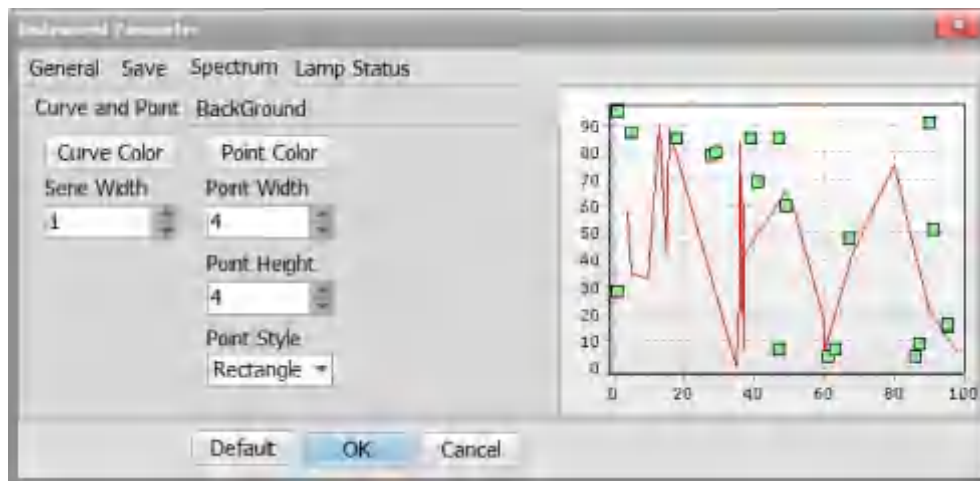 General Save Spectrum Lamp Status
Curve and Point BackGround
Curve Color Point Color
Serie Width Point Width
1 4
Point Height
4
Point Style
Rectangle
Default OK Cancel
90
80
70
60
50
40
30
20
10
0
0 20 40 60 80 100